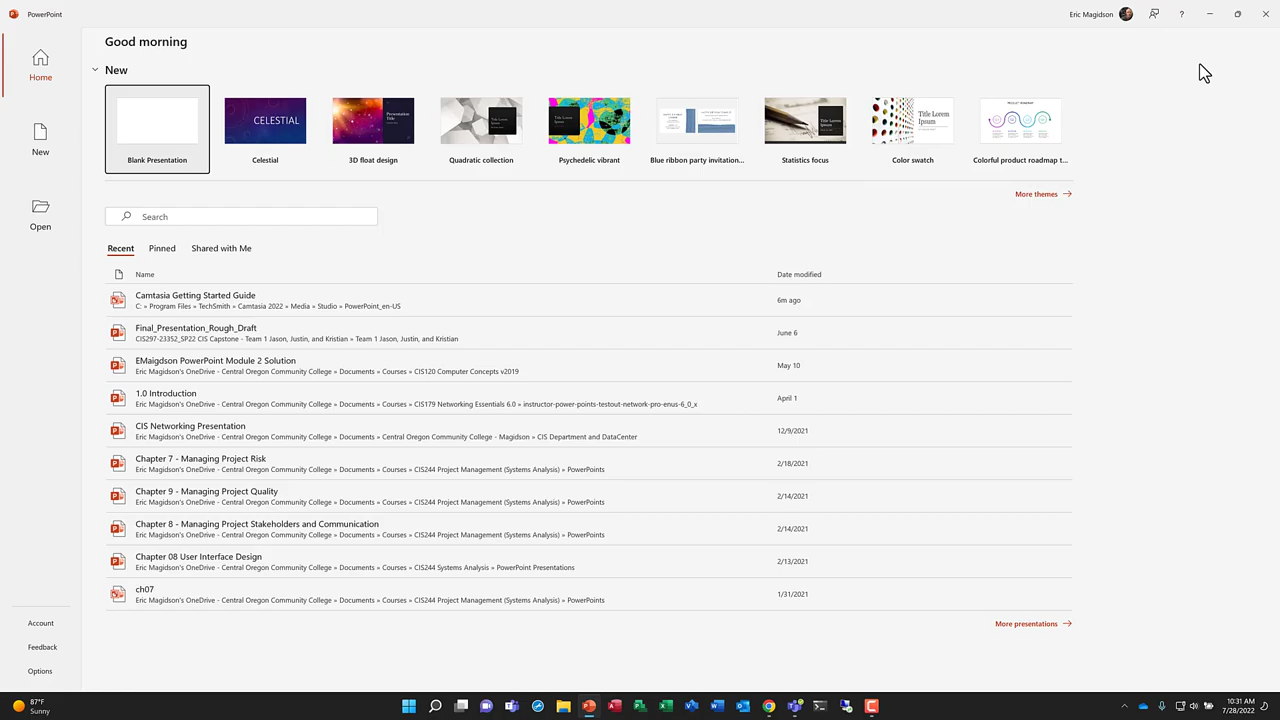 PowerPoint
Eric Magidson
?
Good morning
Home
New
CELESTIAL
Presentation Title
Title Lorem Ipsum
PRODUCT ROADMAP
Blank Presentation
Celestial
3D float design
Quadratic collection
Psychedelic vibrant
Blue ribbon party invitation...
Statistics focus
Color swatch
Colorful product roadmap t...
New
More themes
Search
Open
Recent Pinned Shared with Me
Name Date modified
Camtasia Getting Started Guide
C: » Program Files » TechSmith » Camtasia 2022 » Media » Studio » PowerPoint_en-US
6m ago
Final_Presentation_Rough_Draft
CIS297-23352_SP22 CIS Capstone - Team 1 Jason, Justin, and Kristian » Team 1 Jason, Justin, and Kristian
June 6
EMaigdson PowerPoint Module 2 Solution
Eric Magidson's OneDrive - Central Oregon Community College » Documents » Courses » CIS120 Computer Concepts v2019
May 10
1.0 Introduction
Eric Magidson's OneDrive - Central Oregon Community College » Documents » Courses » CIS179 Networking Essentials 6.0 » instructor-power-points-testout-network-pro-enus-6_0_x
April 1
CIS Networking Presentation
Eric Magidson's OneDrive - Central Oregon Community College » Documents » Central Oregon Community College - Magidson » CIS Department and DataCenter
12/9/2021
Chapter 7 - Managing Project Risk
Eric Magidson's OneDrive - Central Oregon Community College » Documents » Courses » CIS244 Project Management (Systems Analysis) » PowerPoints
2/18/2021
Chapter 9 - Managing Project Quality
Eric Magidson's OneDrive - Central Oregon Community College » Documents » Courses » CIS244 Project Management (Systems Analysis) » PowerPoints
2/14/2021
Chapter 8 - Managing Project Stakeholders and Communication
Eric Magidson's OneDrive - Central Oregon Community College » Documents » Courses » CIS244 Project Management (Systems Analysis) » PowerPoints
2/14/2021
Chapter 08 User Interface Design
Eric Magidson's OneDrive - Central Oregon Community College » Documents » Courses » CIS244 Systems Analysis » PowerPoint Presentations
2/13/2021
ch07
Eric Magidson's OneDrive - Central Oregon Community College » Documents » Courses » CIS244 Project Management (Systems Analysis) » PowerPoints
1/31/2021
More presentations
Account
Feedback
Options
87°F
Sunny
10:31 AM
7/28/2022